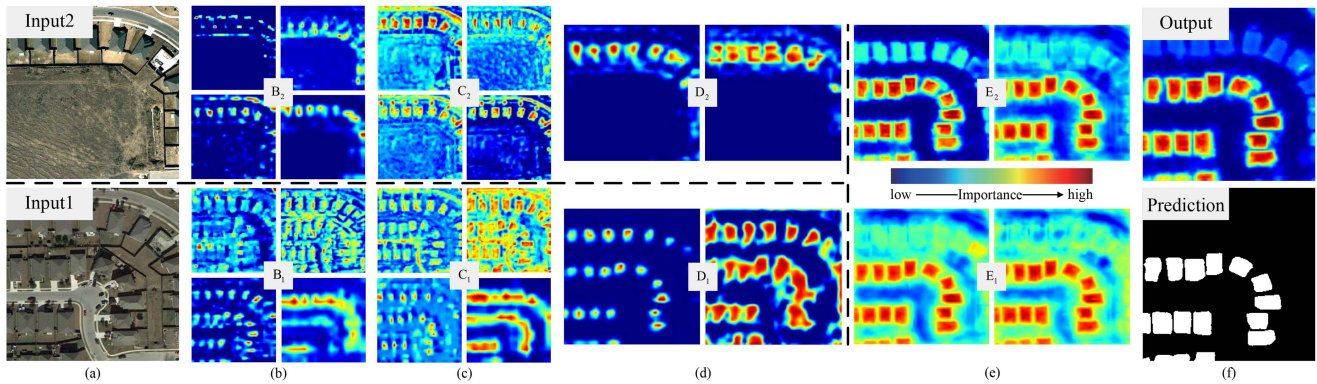 Input2
B2
C2
D2
E2
Output
low
Importance
high
Input1
B1
C1
D1
E1
Prediction
(a)
(b)
(c)
(d)
(e)
(f)